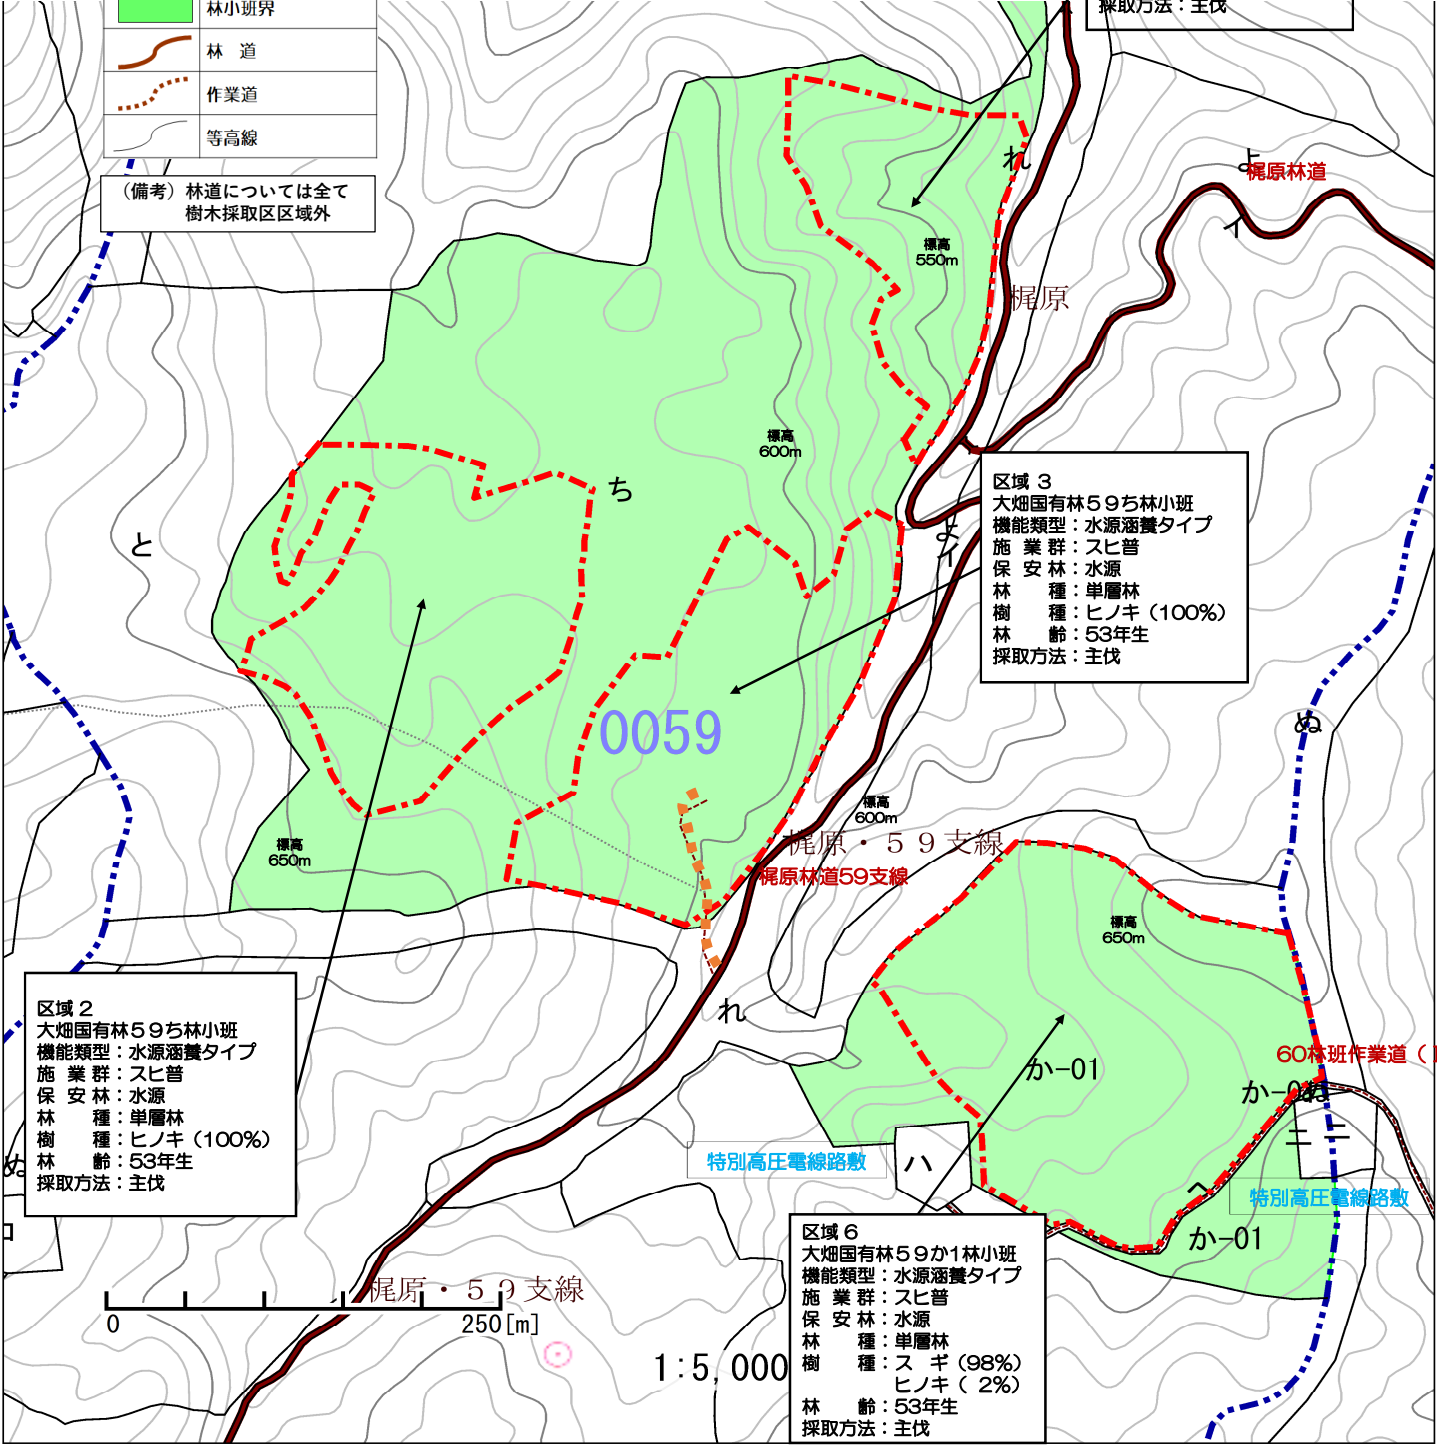 林小班界
林　道
作業道
等高線
（備考）林道については全て
樹木採取区区域外
採取方法：主伐
れ
よ
梶原林道
イ
標高
550m
梶原
標高
600m
ち
と
よ
イ
区域 3
大畑国有林５９ち林小班
機能類型：水源涵養タイプ
施 業 群：スヒ普
保 安 林：水源
林　　種：単層林
樹　　種：ヒノキ（100%）
林　　齢：53年生
採取方法：主伐
0059
ぬ
標高
600m
梶原・５９支線
梶原林道59支線
標高
650m
標高
650m
区域 2
大畑国有林５９ち林小班
機能類型：水源涵養タイプ
施 業 群：スヒ普
保 安 林：水源
林　　種：単層林
樹　　種：ヒノキ（100%）
林　　齢：53年生
採取方法：主伐
れ
60林班作業道（
か-01
ぬ
ニ ニ
ぬ
ロ
特別高圧電線路敷
ハ
ヘ
特別高圧電線路敷
か-01
区域 6
大畑国有林５９か1林小班
機能類型：水源涵養タイプ
施 業 群：スヒ普
保 安 林：水源
林　　種：単層林
樹　　種：ス　ギ（98%）
ヒノキ（ 2%）
林　　齢：53年生
採取方法：主伐
梶原・５９支線
0 250[m]
1:5,000